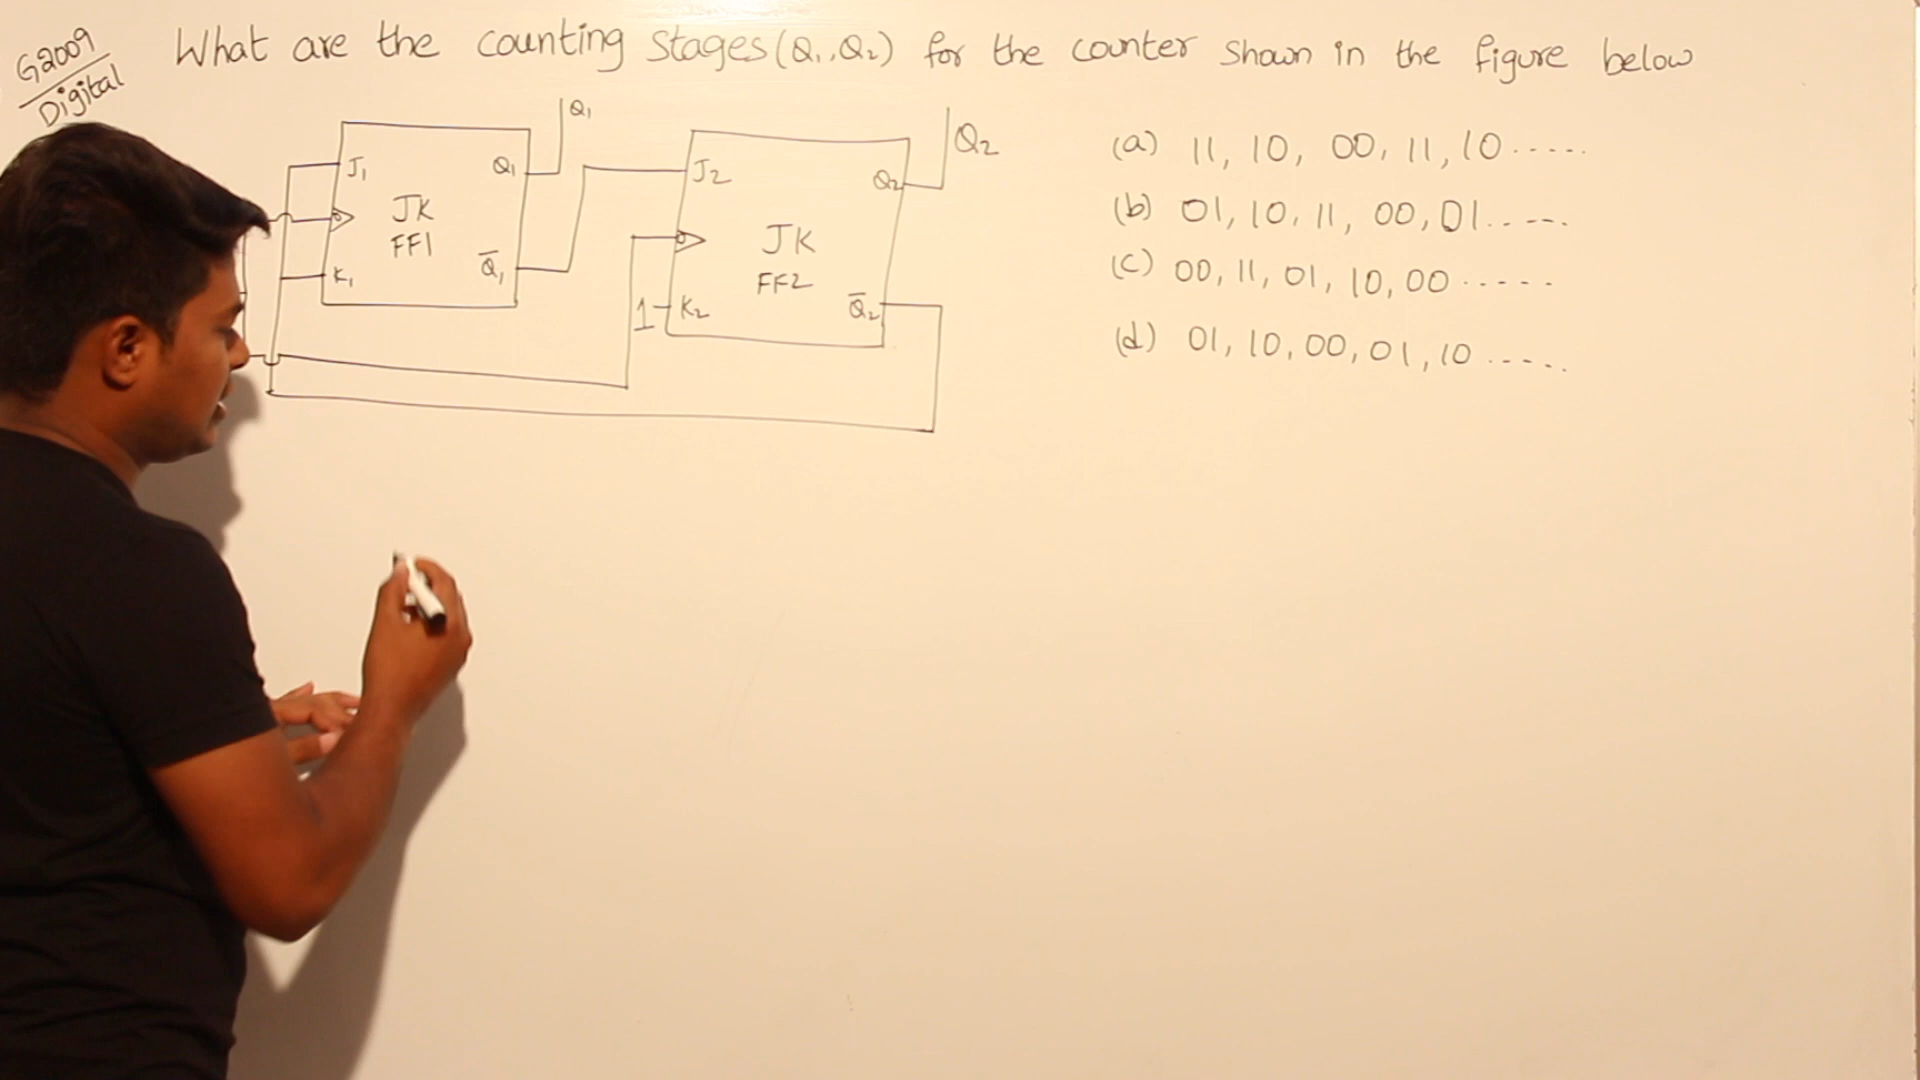 G2009
Digital
What are the counting Stages (Q₁, Q₂) for the counter shown in the figure below
Q₁
J₁
Q₁
JK
FF1
K₁
Q̅₁
Q₂
J₂
Q₂
JK
FF2
1
K₂
Q̅₂
(a) 11, 10, 00, 11, 10 .....
(b) 01, 10, 11, 00, 01 .....
(c) 00, 11, 01, 10, 00 .....
(d) 01, 10, 00, 01, 10 .....